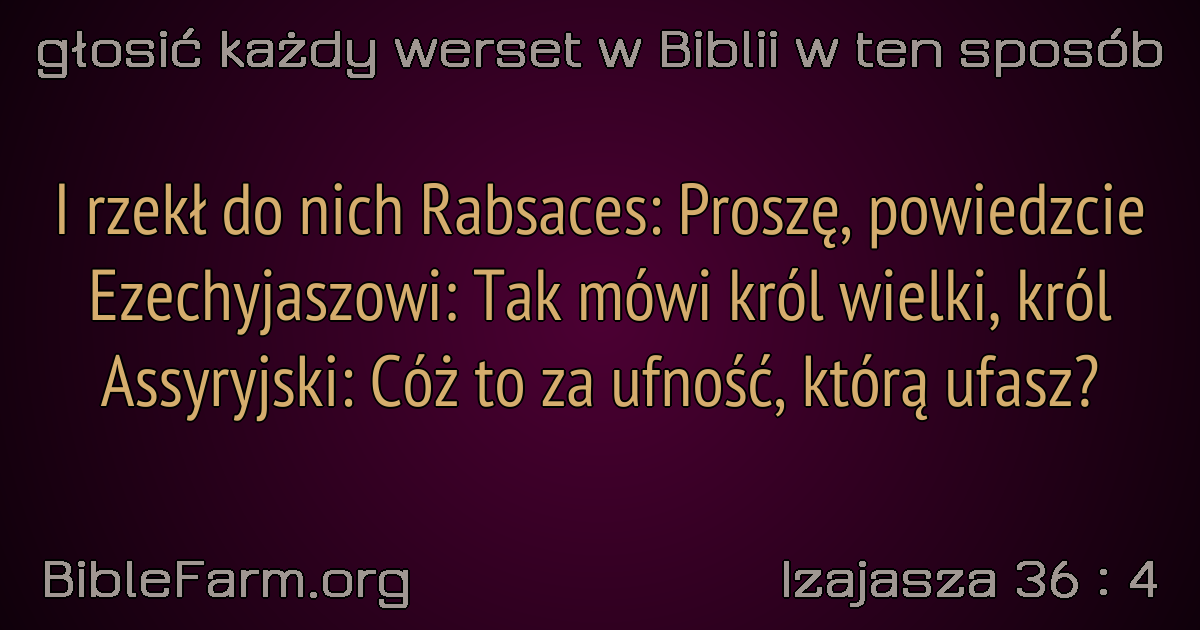 głosić każdy werset w Biblii w ten sposób
I rzekł do nich Rabsaces: Proszę, powiedzcie
Ezechyjaszowi: Tak mówi król wielki, król
Assyryjski: Cóż to za ufność, którą ufasz?
BibleFarm.org
Izajasza 36 : 4